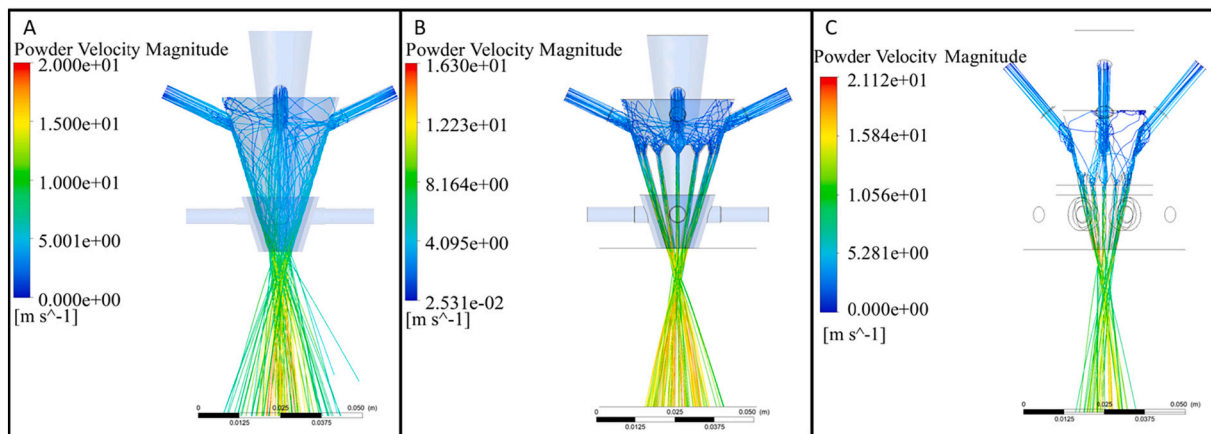 A
Powder Velocity Magnitude
2.000e+01
1.500e+01
1.000e+01
5.001e+00
0.000e+00
[m s^-1]
0 0.025 0.050 (m)
0.0125 0.0375
B
Powder Velocity Magnitude
1.630e+01
1.223e+01
8.164e+00
4.095e+00
2.531e-02
[m s^-1]
0 0.025 0.050 (m)
0.0125 0.0375
C
Powder Velocity Magnitude
2.112e+01
1.584e+01
1.056e+01
5.281e+00
0.000e+00
[m s^-1]
0 0.025 0.050 (m)
0.0125 0.0375